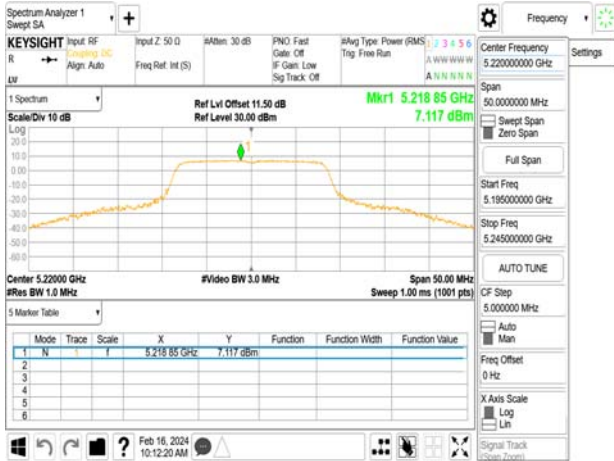 Spectrum Analyzer 1
Swept SA
+
Frequency
Settings
KEYSIGHT
R
LXI
Input: RF
Coupling: DC
Align: Auto
Input Z: 50 Ω
Freq Ref: Int (S)
#Atten: 30 dB
PNO: Fast
Gate: Off
IF Gain: Low
Sig Track: Off
#Avg Type: Power (RMS
Trig: Free Run
1 2 3 4 5 6
A W W W W W
A N N N N N
1 Spectrum
Scale/Div 10 dB
Ref Lvl Offset 11.50 dB
Ref Level 30.00 dBm
Mkr1 5.218 85 GHz
7.117 dBm
Log
20.0
10.0
0.00
-10.0
-20.0
-30.0
-40.0
-50.0
-60.0
1
Center 5.22000 GHz
#Res BW 1.0 MHz
#Video BW 3.0 MHz
Span 50.00 MHz
Sweep 1.00 ms (1001 pts)
5 Marker Table
Mode Trace Scale X Y Function Function Width Function Value
1 N 1 f 5.218 85 GHz 7.117 dBm
2
3
4
5
6
Feb 16, 2024
10:12:20 AM
?
Center Frequency
5.220000000 GHz
Span
50.0000000 MHz
Swept Span
Zero Span
Full Span
Start Freq
5.195000000 GHz
Stop Freq
5.245000000 GHz
AUTO TUNE
CF Step
5.000000 MHz
Auto
Man
Freq Offset
0 Hz
X Axis Scale
Log
Lin
Signal Track
(Span Zoom)